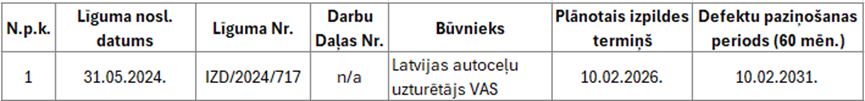 N.p.k. Līguma nosl. datums Līguma Nr. Darbu Daļas Nr. Būvnieks Plānotais izpildes termiņš Defektu paziņošanas periods (60 mēn.)
1 31.05.2024. IZD/2024/717 n/a Latvijas autoceļu uzturētājs VAS 10.02.2026. 10.02.2031.